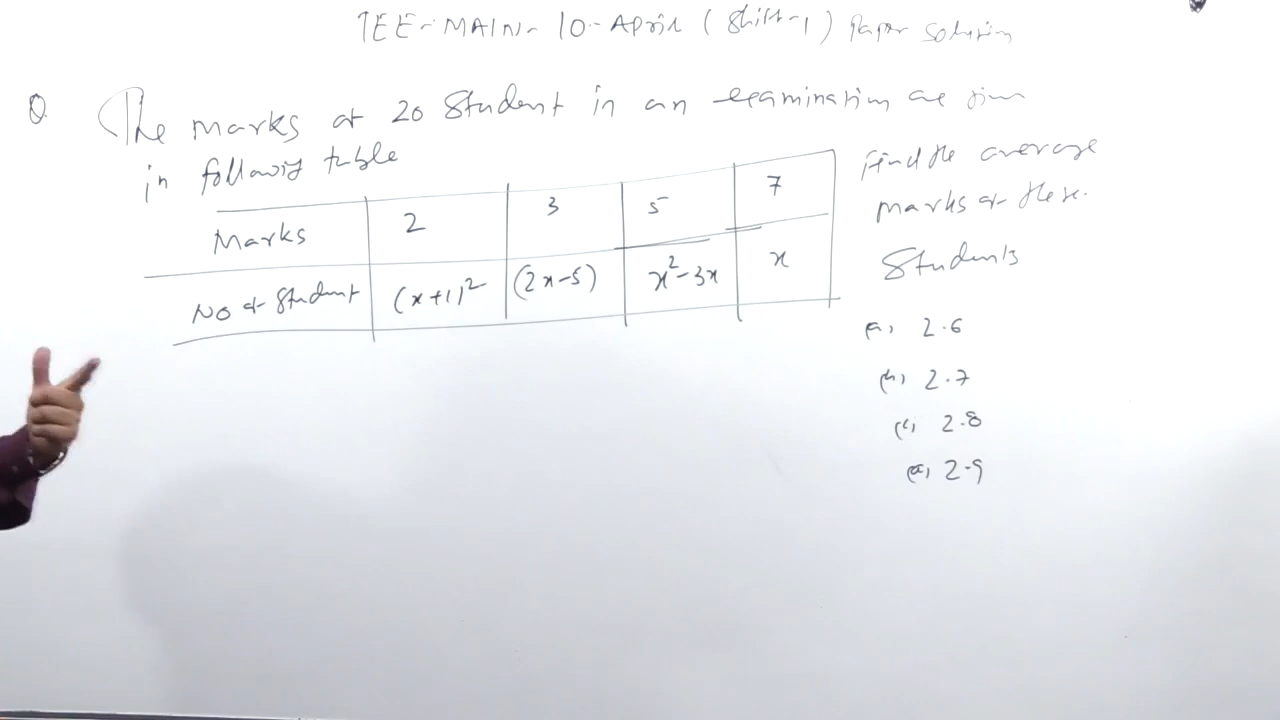 JEE-MAIN-10-April (Shift-1) Paper Solution
Q. The marks of 20 Student in an examination are given
in following table
Marks 2 3 5 7
No of Student (x+1)² (2x-5) x²-3x x
Find the average
marks of these.
Students
(a) 2.6
(b) 2.7
(c) 2.8
(d) 2.9